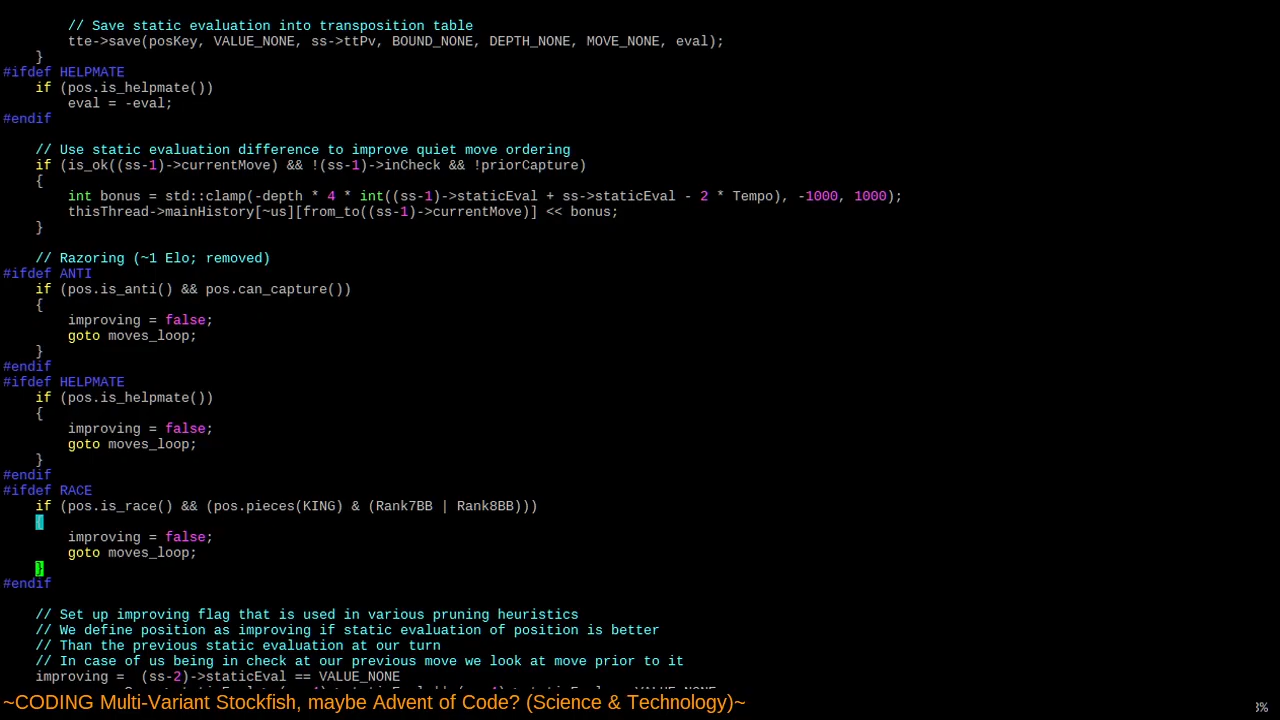 // Save static evaluation into transposition table
tte->save(posKey, VALUE_NONE, ss->ttPv, BOUND_NONE, DEPTH_NONE, MOVE_NONE, eval);
}
#ifdef HELPMATE
if (pos.is_helpmate())
eval = -eval;
#endif
// Use static evaluation difference to improve quiet move ordering
if (is_ok((ss-1)->currentMove) && !(ss-1)->inCheck && !priorCapture)
{
int bonus = std::clamp(-depth * 4 * int((ss-1)->staticEval + ss->staticEval - 2 * Tempo), -1000, 1000);
thisThread->mainHistory[~us][from_to((ss-1)->currentMove)] << bonus;
}
// Razoring (~1 Elo; removed)
#ifdef ANTI
if (pos.is_anti() && pos.can_capture())
{
improving = false;
goto moves_loop;
}
#endif
#ifdef HELPMATE
if (pos.is_helpmate())
{
improving = false;
goto moves_loop;
}
#endif
#ifdef RACE
if (pos.is_race() && (pos.pieces(KING) & (Rank7BB | Rank8BB)))
{
improving = false;
goto moves_loop;
}
#endif
// Set up improving flag that is used in various pruning heuristics
// We define position as improving if static evaluation of position is better
// Than the previous static evaluation at our turn
// In case of us being in check at our previous move we look at move prior to it
improving =  (ss-2)->staticEval == VALUE_NONE
~CODING Multi-Variant Stockfish, maybe Advent of Code? (Science & Technology)~